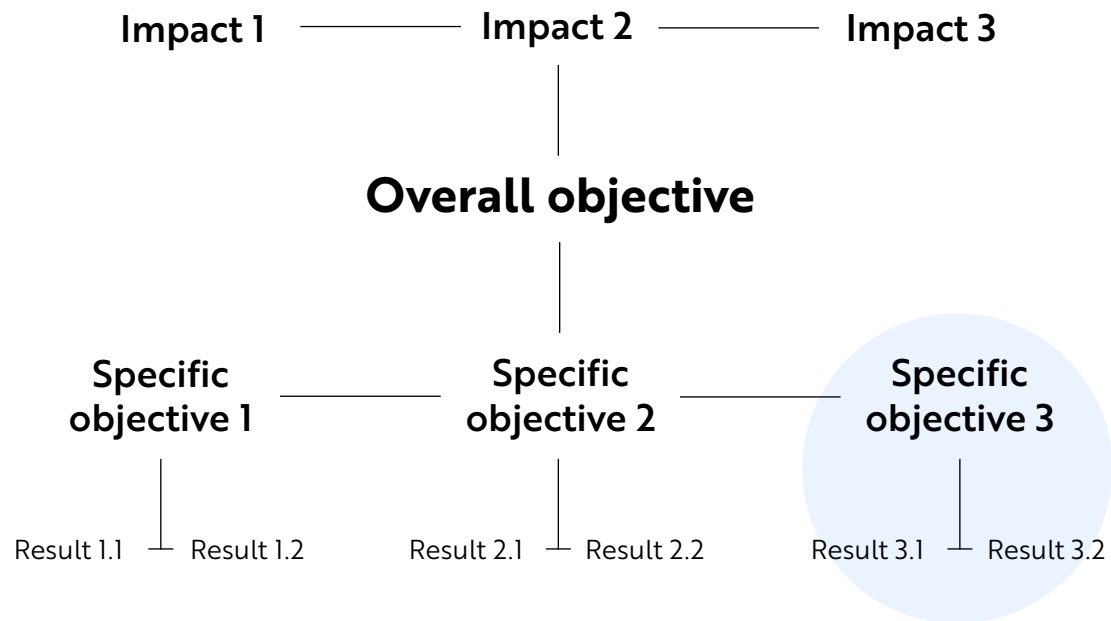 Impact 1
Impact 2
Impact 3
Overall objective
Specific
objective 1
Specific
objective 2
Specific
objective 3
Result 1.1
Result 1.2
Result 2.1
Result 2.2
Result 3.1
Result 3.2